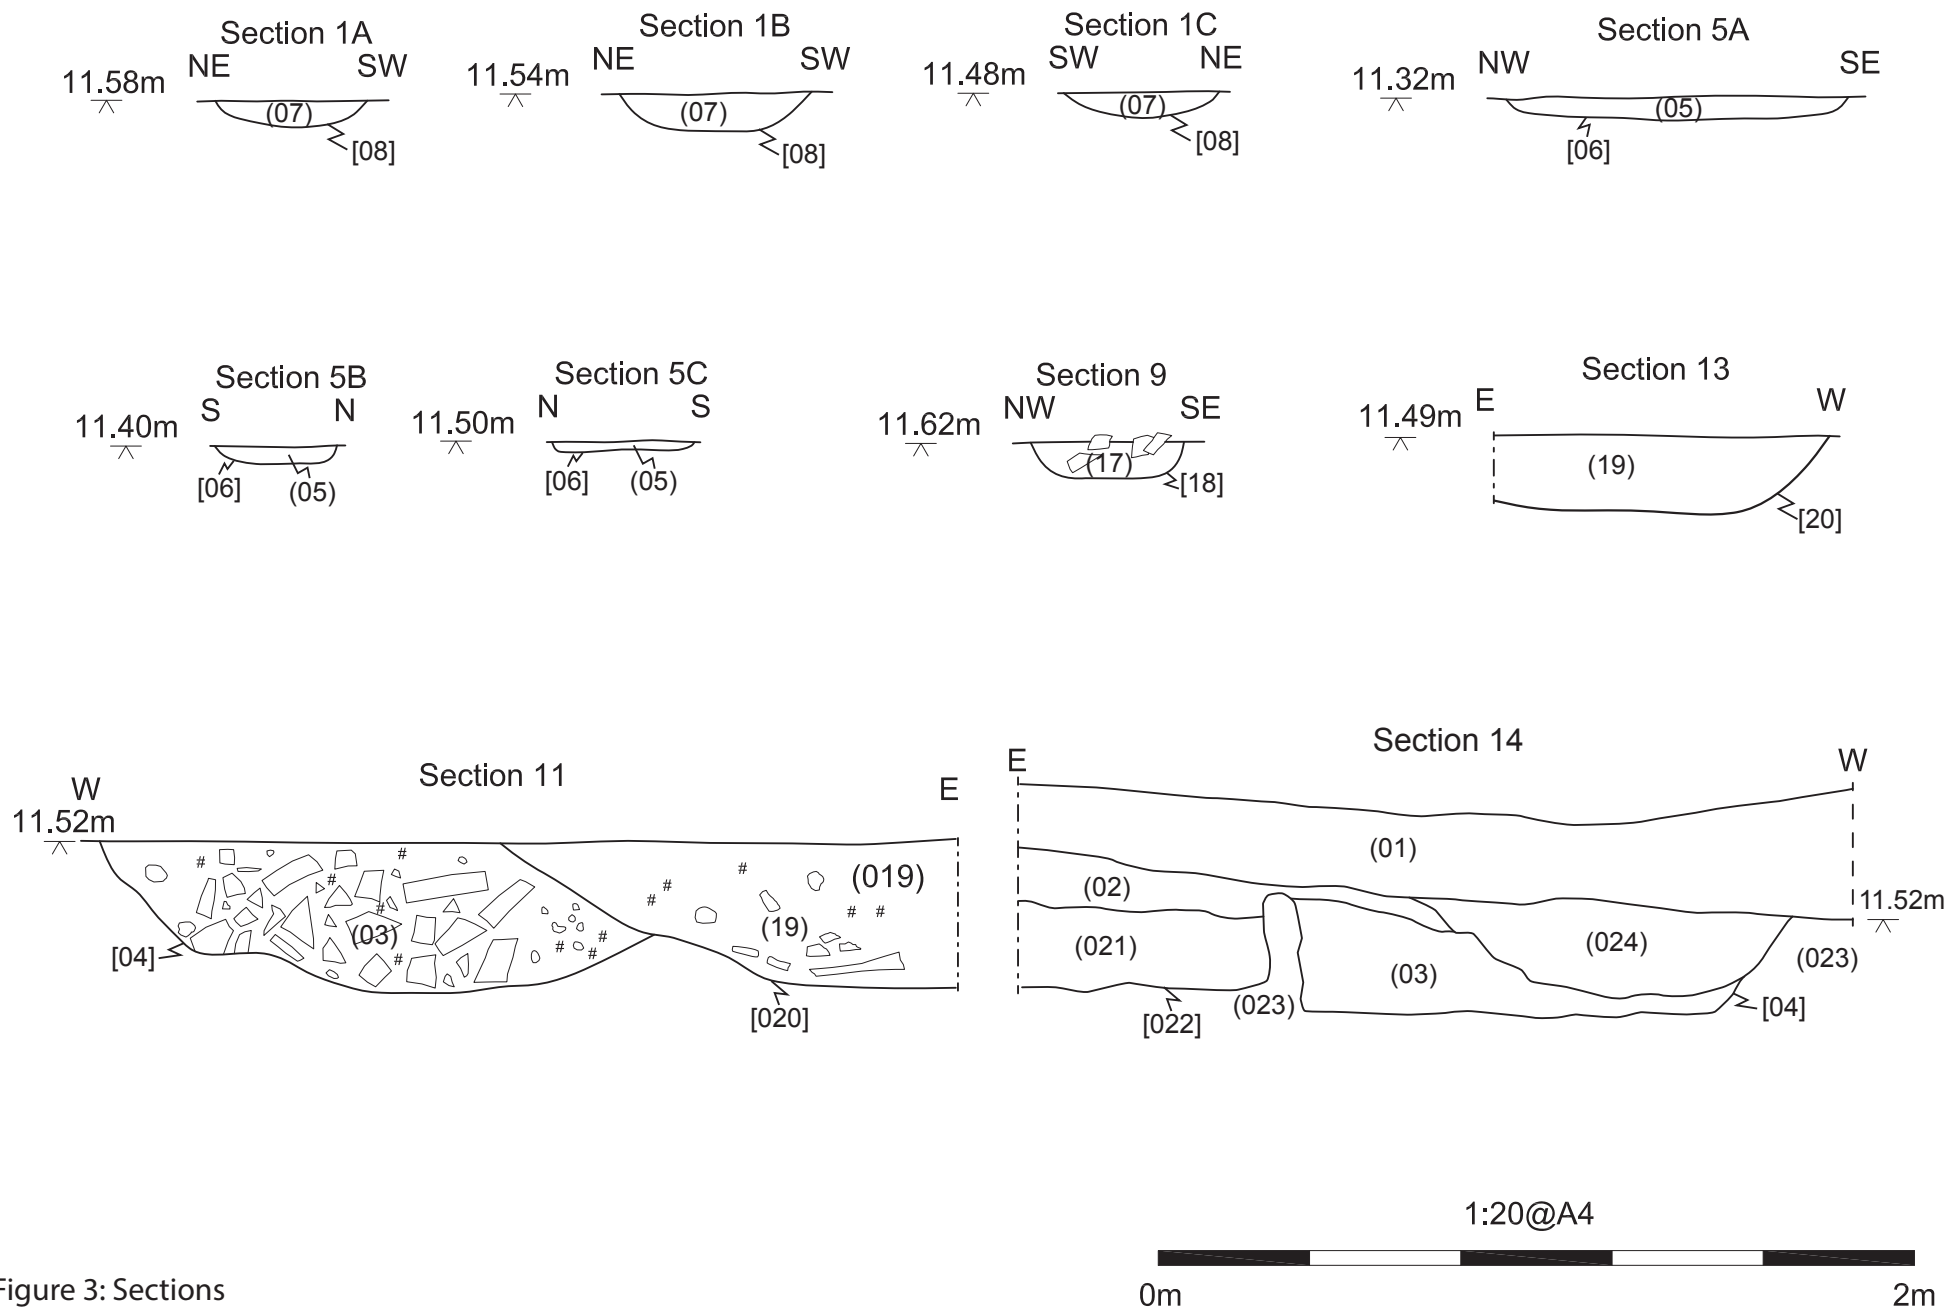 Section 1A
NE SW
11.58m
(07)
[08]
Section 1B
NE SW
11.54m
(07)
[08]
Section 1C
SW NE
11.48m
(07)
[08]
Section 5A
NW SE
11.32m
(05)
[06]
Section 5B
S N
11.40m
[06] (05)
Section 5C
N S
11.50m
[06] (05)
Section 9
NW SE
11.62m
(17)
[18]
Section 13
E W
11.49m
(19)
[20]
Section 11
W E
11.52m
# # # # # # # # # # # # # #
(019)
(03) (19)
[04]
[020]
Section 14
E W
(01)
(02)
11.52m
(021) (024) (023)
(03)
[022] (023) [04]
1:20@A4
0m 2m
Figure 3: Sections